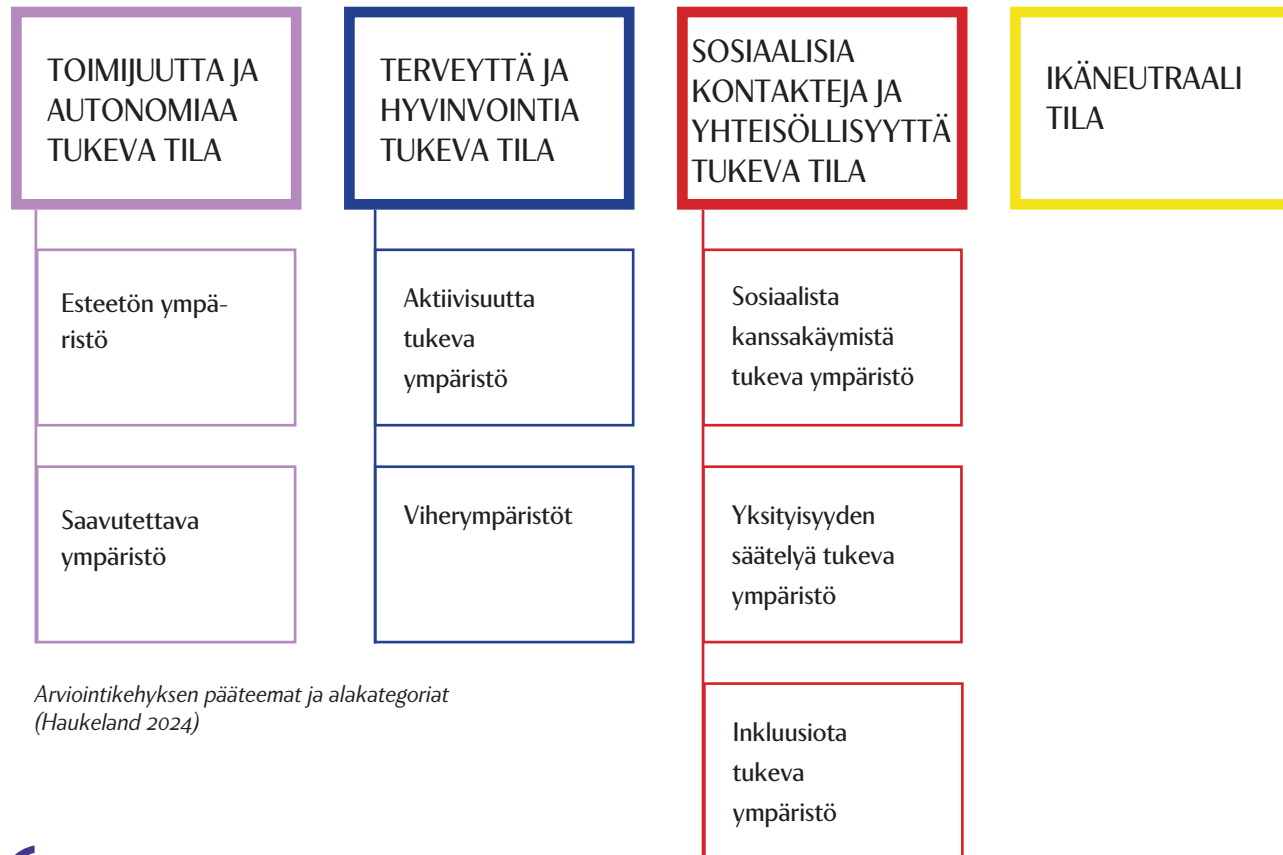 TOIMIJUUTTA JA
AUTONOMIAA
TUKEVA TILA
Esteetön ympä-
ristö
Saavutettava
ympäristö
TERVEYTTÄ JA
HYVINVOINTIA
TUKEVA TILA
Aktiivisuutta
tukeva
ympäristö
Viherympäristöt
SOSIAALISIA
KONTAKTEJA JA
YHTEISÖLLISYYTTÄ
TUKEVA TILA
Sosiaalista
kanssakäymistä
tukeva ympäristö
Yksityisyyden
säätelyä tukeva
ympäristö
Inkluusiota
tukeva
ympäristö
IKÄNEUTRAALI
TILA
Arviointikehyksen pääteemat ja alakategoriat
(Haukeland 2024)